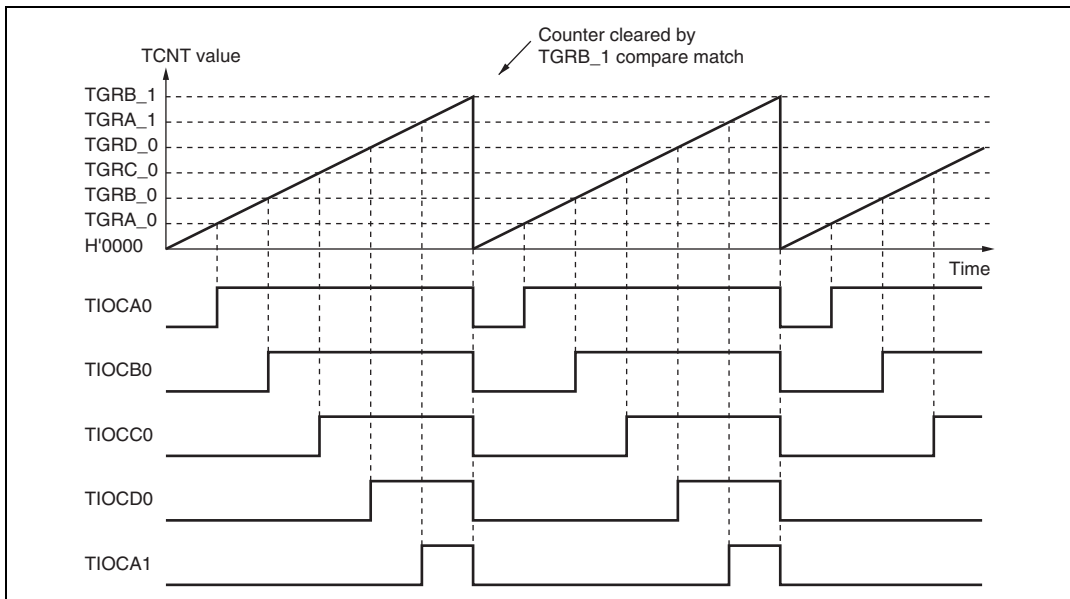 Counter cleared by
TGRB_1 compare match
TCNT value
TGRB_1
TGRA_1
TGRD_0
TGRC_0
TGRB_0
TGRA_0
H'0000
Time
TIOCA0
TIOCB0
TIOCC0
TIOCD0
TIOCA1